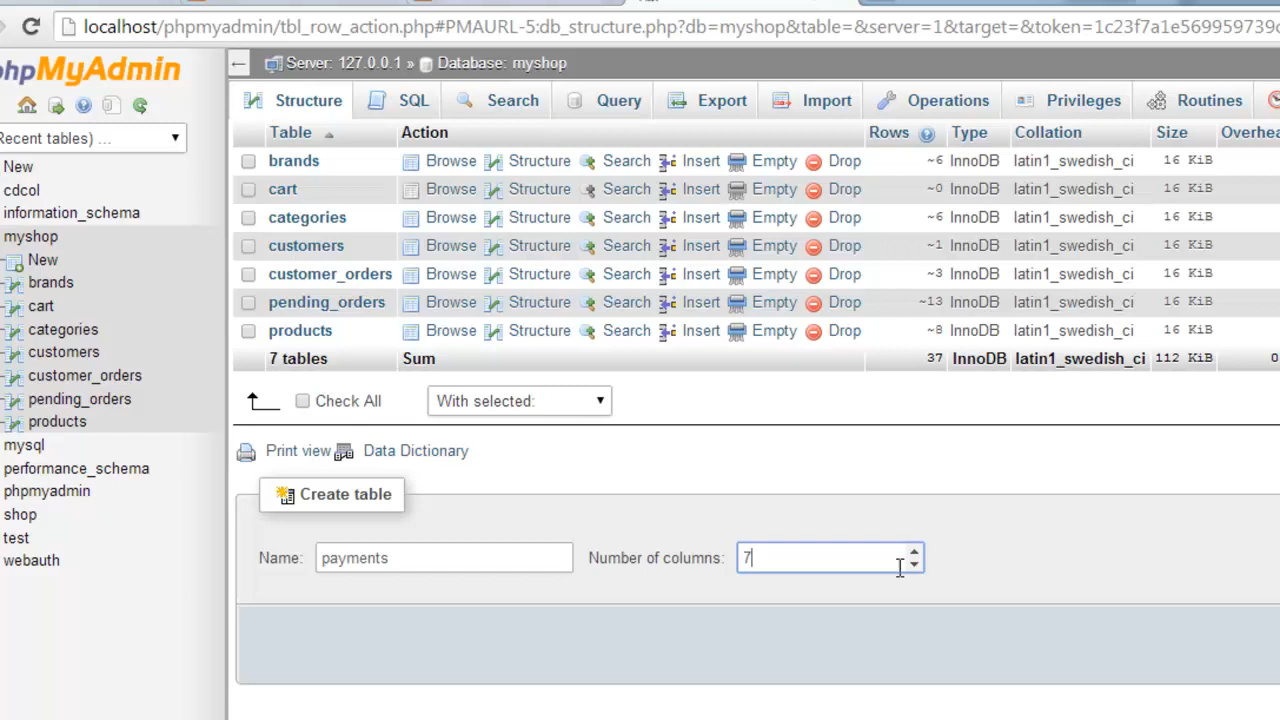 localhost/phpmyadmin/tbl_row_action.php#PMAURL-5:db_structure.php?db=myshop&table=&server=1&target=&token=1c23f7a1e569959739
phpMyAdmin
Recent tables) ...
New
cdcol
information_schema
myshop
New
brands
cart
categories
customers
customer_orders
pending_orders
products
mysql
performance_schema
phpmyadmin
shop
test
webauth
Server: 127.0.0.1 » Database: myshop
Structure SQL Search Query Export Import Operations Privileges Routines
Table Action Rows Type Collation Size Overhea
brands Browse Structure Search Insert Empty Drop ~6 InnoDB latin1_swedish_ci 16 KiB
cart Browse Structure Search Insert Empty Drop ~0 InnoDB latin1_swedish_ci 16 KiB
categories Browse Structure Search Insert Empty Drop ~6 InnoDB latin1_swedish_ci 16 KiB
customers Browse Structure Search Insert Empty Drop ~1 InnoDB latin1_swedish_ci 16 KiB
customer_orders Browse Structure Search Insert Empty Drop ~3 InnoDB latin1_swedish_ci 16 KiB
pending_orders Browse Structure Search Insert Empty Drop ~13 InnoDB latin1_swedish_ci 16 KiB
products Browse Structure Search Insert Empty Drop ~8 InnoDB latin1_swedish_ci 16 KiB
7 tables Sum 37 InnoDB latin1_swedish_ci 112 KiB 0
Check All With selected:
Print view Data Dictionary
Create table
Name: payments Number of columns: 7